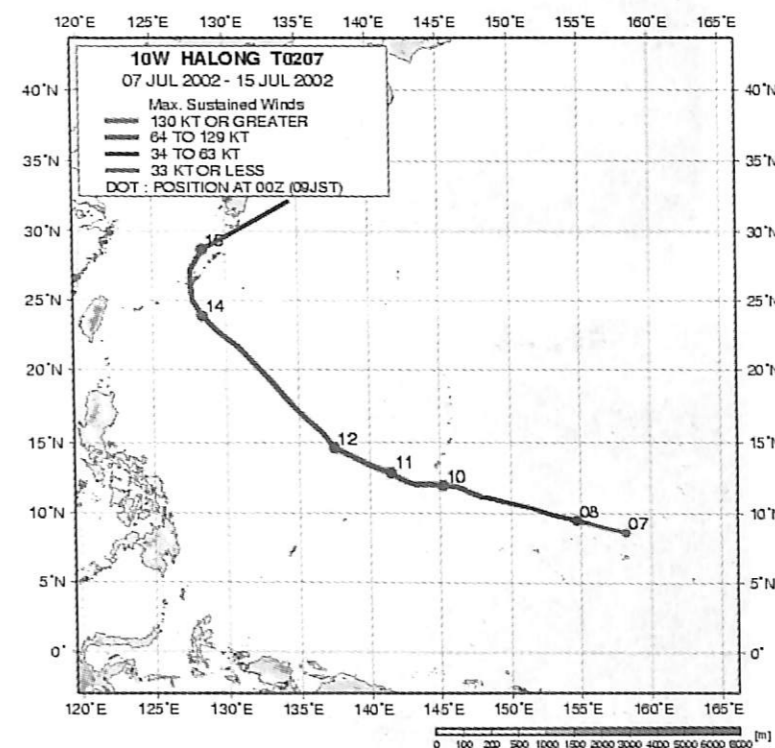 120°E 125°E 130°E 135°E 140°E 145°E 150°E 155°E 160°E 165°E
10W HALONG T0207
07 JUL 2002 - 15 JUL 2002
Max. Sustained Winds
130 KT OR GREATER
64 TO 129 KT
34 TO 63 KT
33 KT OR LESS
DOT : POSITION AT 00Z (09JST)
40°N 40°N
35°N 35°N
30°N 30°N
15
25°N 25°N
14
20°N 20°N
15°N 15°N
12
11
10
10°N 10°N
08
07
5°N 5°N
0° 0°
120°E 125°E 130°E 135°E 140°E 145°E 150°E 155°E 160°E 165°E
[m]
0 100 200 500 1000 1500 2000 3000 4000 5000 6000 8000